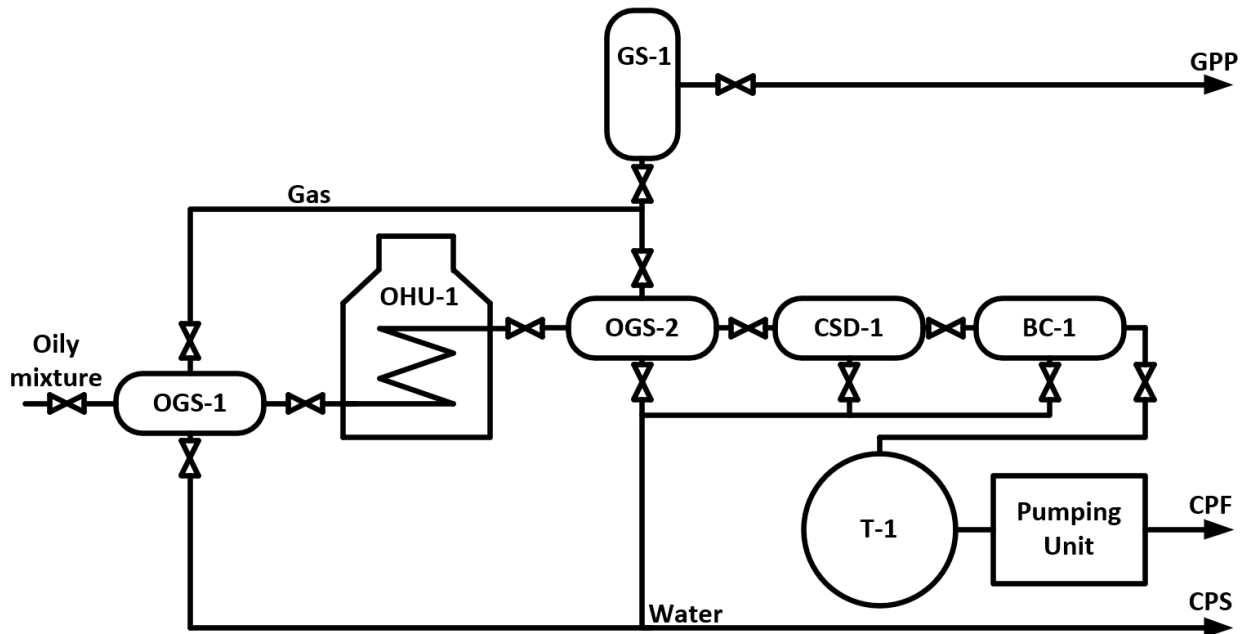 GS-1
GPP
Gas
OHU-1
OGS-2
CSD-1
BC-1
Oily
mixture
OGS-1
T-1
Pumping
Unit
CPF
Water
CPS